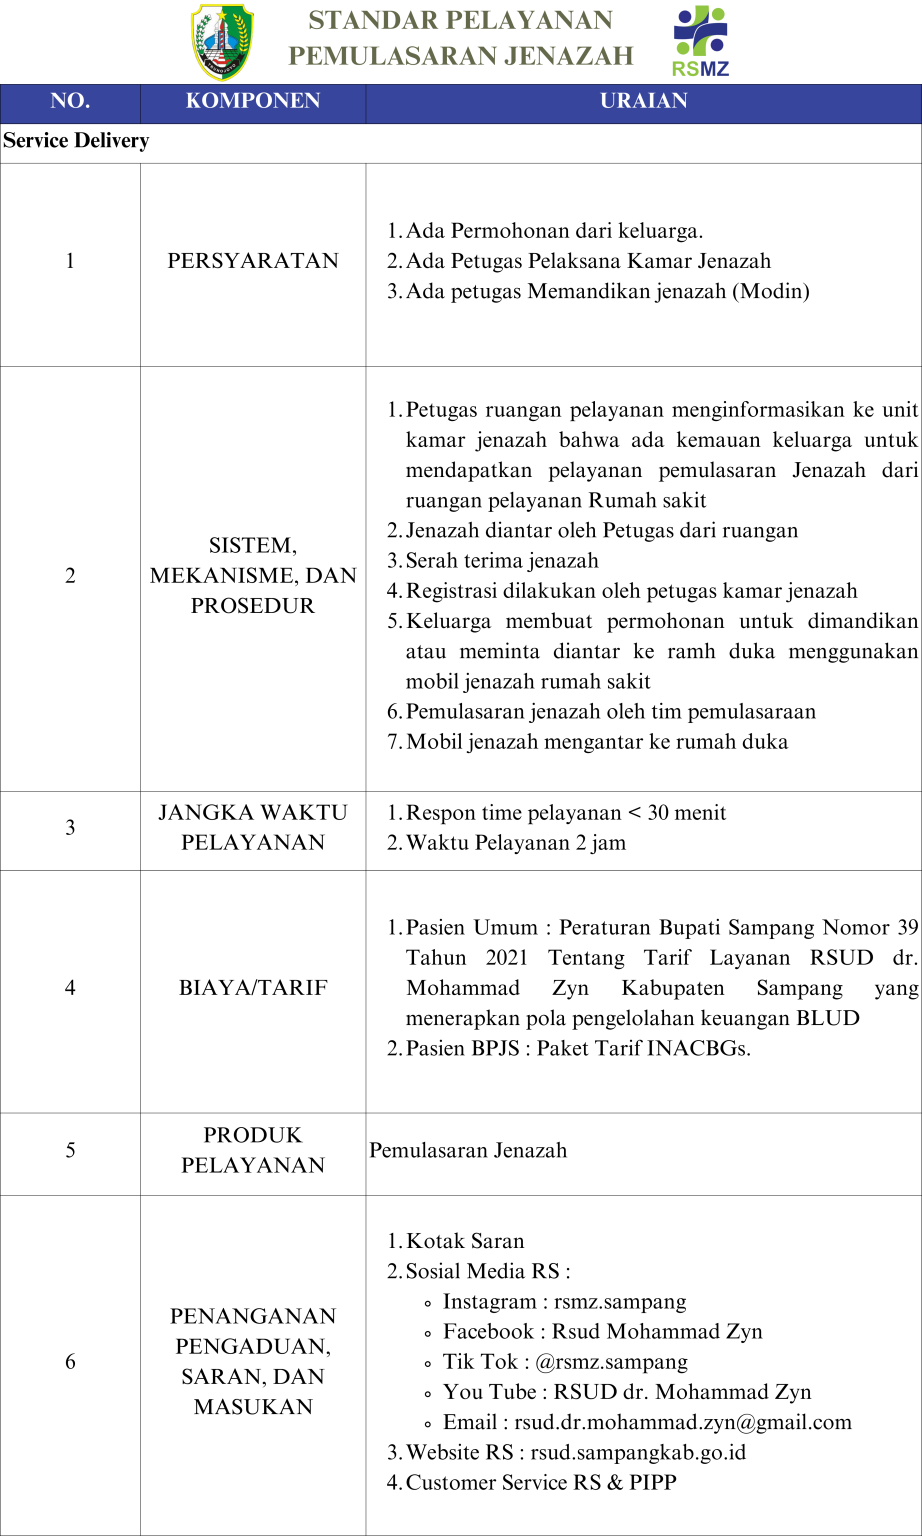 STANDAR PELAYANAN
PEMULASARAN JENAZAH
RSMZ
NO. KOMPONEN URAIAN
Service Delivery
1
PERSYARATAN
1. Ada Permohonan dari keluarga.
2. Ada Petugas Pelaksana Kamar Jenazah
3. Ada petugas Memandikan jenazah (Modin)
2
SISTEM,
MEKANISME, DAN
PROSEDUR
1. Petugas ruangan pelayanan menginformasikan ke unit
kamar jenazah bahwa ada kemauan keluarga untuk
mendapatkan pelayanan pemulasaran Jenazah dari
ruangan pelayanan Rumah sakit
2. Jenazah diantar oleh Petugas dari ruangan
3. Serah terima jenazah
4. Registrasi dilakukan oleh petugas kamar jenazah
5. Keluarga membuat permohonan untuk dimandikan
atau meminta diantar ke ramh duka menggunakan
mobil jenazah rumah sakit
6. Pemulasaran jenazah oleh tim pemulasaraan
7. Mobil jenazah mengantar ke rumah duka
3
JANGKA WAKTU
PELAYANAN
1. Respon time pelayanan < 30 menit
2. Waktu Pelayanan 2 jam
4
BIAYA/TARIF
1. Pasien Umum : Peraturan Bupati Sampang Nomor 39
Tahun 2021 Tentang Tarif Layanan RSUD dr.
Mohammad Zyn Kabupaten Sampang yang
menerapkan pola pengelolahan keuangan BLUD
2. Pasien BPJS : Paket Tarif INACBGs.
5
PRODUK
PELAYANAN
Pemulasaran Jenazah
6
PENANGANAN
PENGADUAN,
SARAN, DAN
MASUKAN
1. Kotak Saran
2. Sosial Media RS :
Instagram : rsmz.sampang
Facebook : Rsud Mohammad Zyn
Tik Tok : @rsmz.sampang
You Tube : RSUD dr. Mohammad Zyn
Email : rsud.dr.mohammad.zyn@gmail.com
3. Website RS : rsud.sampangkab.go.id
4. Customer Service RS & PIPP